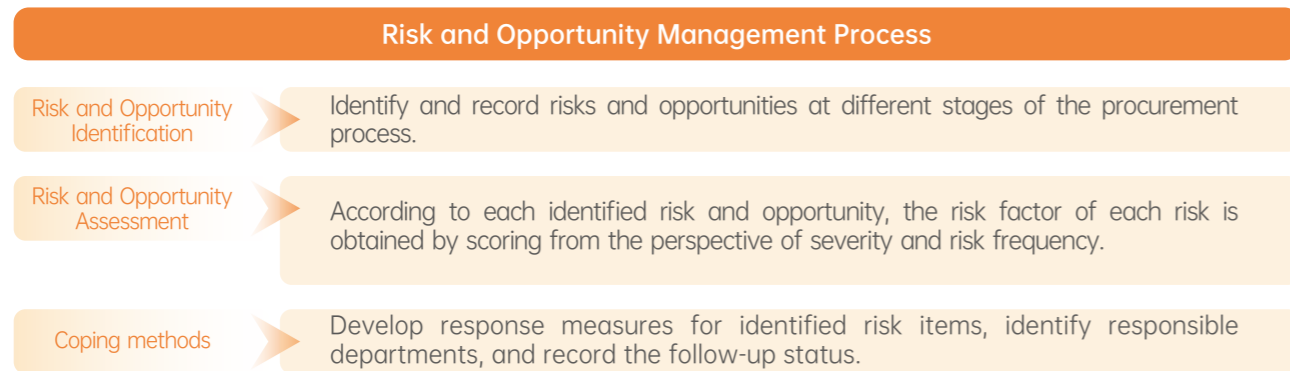 Risk and Opportunity Management Process
Risk and Opportunity
Identification
Identify and record risks and opportunities at different stages of the procurement
process.
Risk and Opportunity
Assessment
According to each identified risk and opportunity, the risk factor of each risk is
obtained by scoring from the perspective of severity and risk frequency.
Coping methods
Develop response measures for identified risk items, identify responsible
departments, and record the follow-up status.